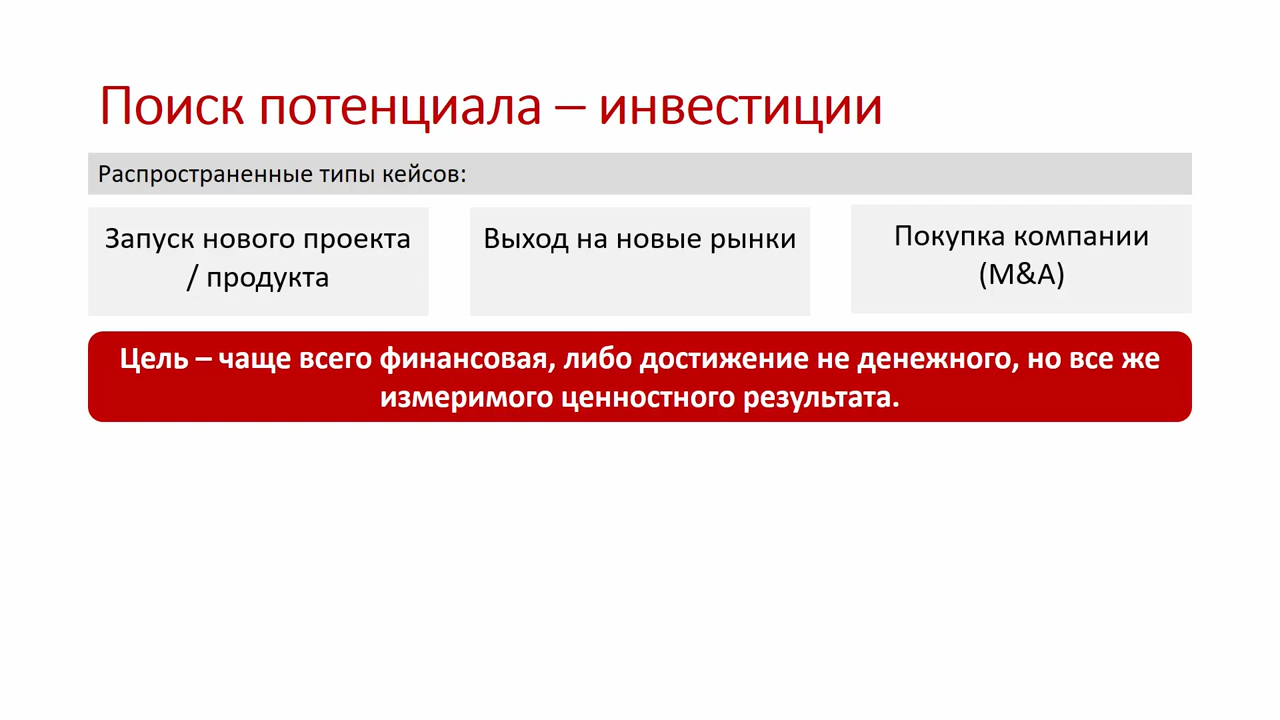 Поиск потенциала – инвестиции
Распространенные типы кейсов:
Запуск нового проекта
/ продукта
Выход на новые рынки
Покупка компании
(M&A)
Цель – чаще всего финансовая, либо достижение не денежного, но все же
измеримого ценностного результата.